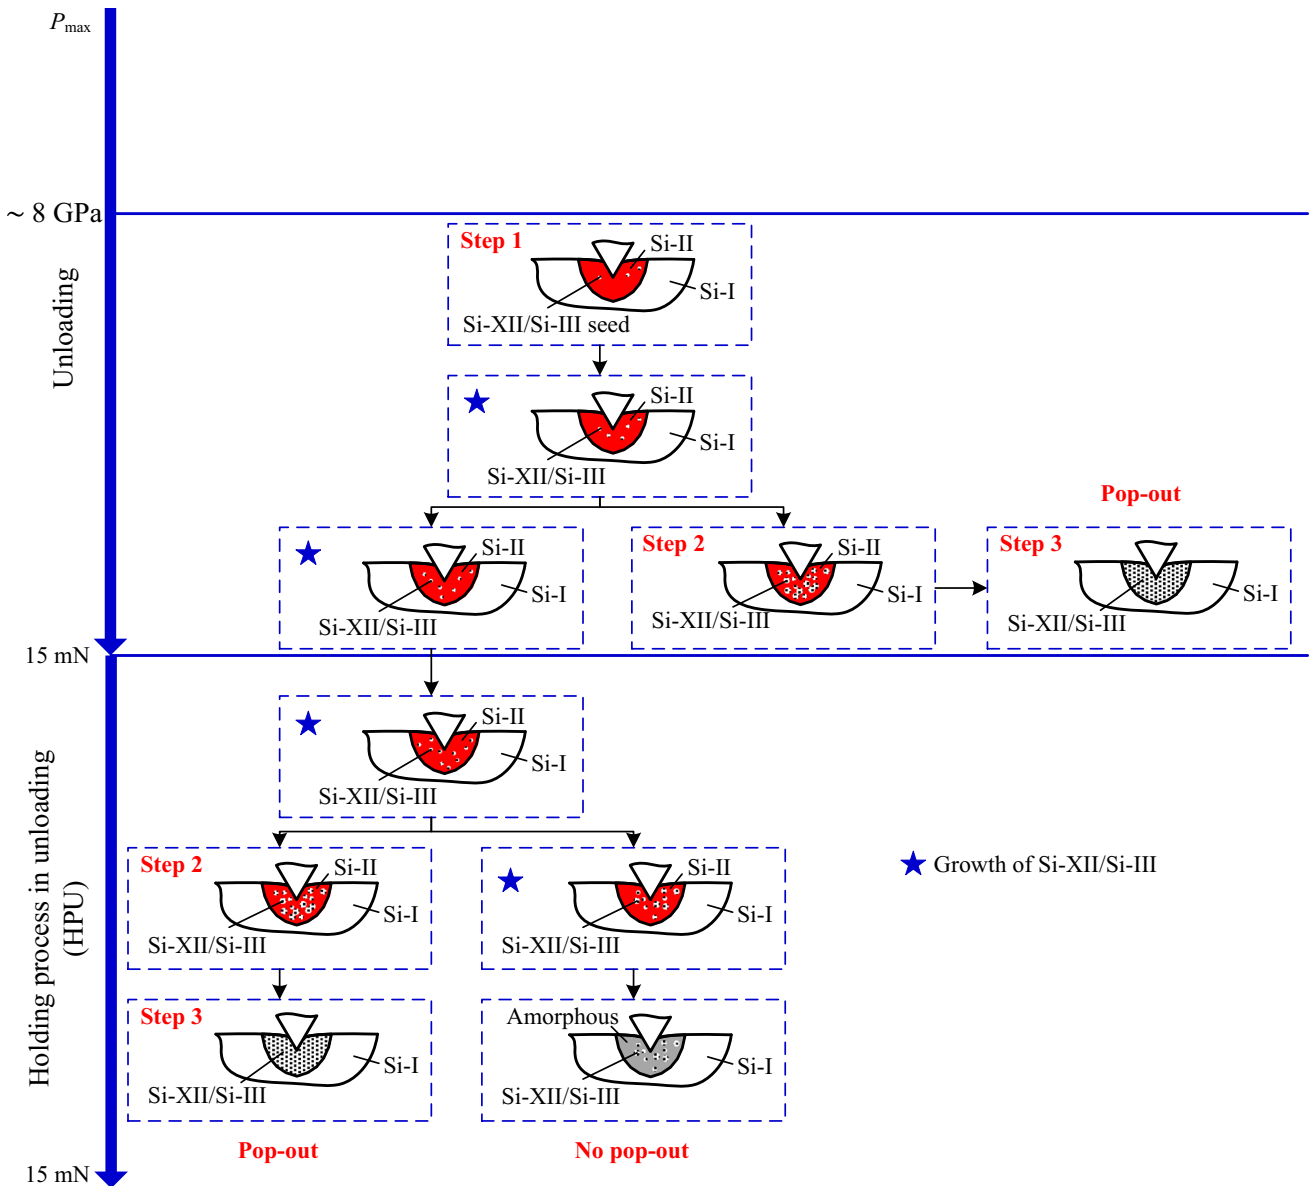 P max
~ 8 GPa
Unloading
Step 1
Si-II
Si-I
Si-XII/Si-III seed
Si-II
Si-I
Si-XII/Si-III
Si-II
Si-I
Si-XII/Si-III
Step 2
Si-II
Si-I
Si-XII/Si-III
Pop-out
Step 3
Si-I
Si-XII/Si-III
15 mN
Holding process in unloading
(HPU)
Si-II
Si-I
Si-XII/Si-III
Step 2
Si-II
Si-I
Si-XII/Si-III
Si-II
Si-I
Si-XII/Si-III
Growth of Si-XII/Si-III
Step 3
Si-I
Si-XII/Si-III
Pop-out
Amorphous
Si-I
Si-XII/Si-III
No pop-out
15 mN